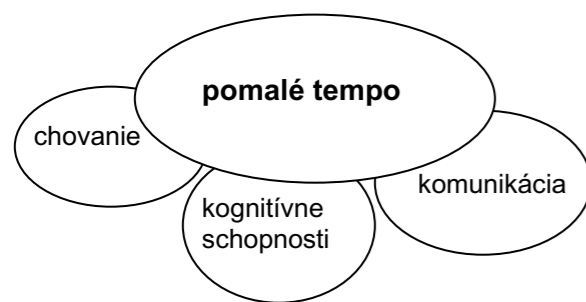 pomalé tempo
chovanie
kognitívne
schopnosti
komunikácia